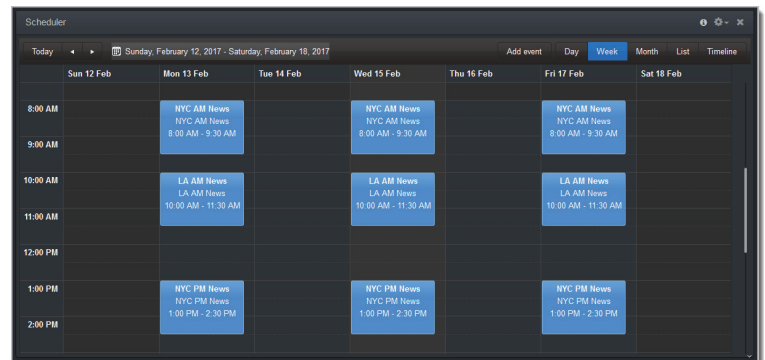 Scheduler
Today Sunday, February 12, 2017 - Saturday, February 18, 2017 Add event Day Week Month List Timeline
Sun 12 Feb Mon 13 Feb Tue 14 Feb Wed 15 Feb Thu 16 Feb Fri 17 Feb Sat 18 Feb
8:00 AM NYC AM News NYC AM News NYC AM News
NYC AM News NYC AM News NYC AM News
8:00 AM - 9:30 AM 8:00 AM - 9:30 AM 8:00 AM - 9:30 AM
9:00 AM
10:00 AM LA AM News LA AM News LA AM News
LA AM News LA AM News LA AM News
10:00 AM - 11:30 AM 10:00 AM - 11:30 AM 10:00 AM - 11:30 AM
11:00 AM
12:00 PM
1:00 PM NYC PM News NYC PM News NYC PM News
NYC PM News NYC PM News NYC PM News
1:00 PM - 2:30 PM 1:00 PM - 2:30 PM 1:00 PM - 2:30 PM
2:00 PM